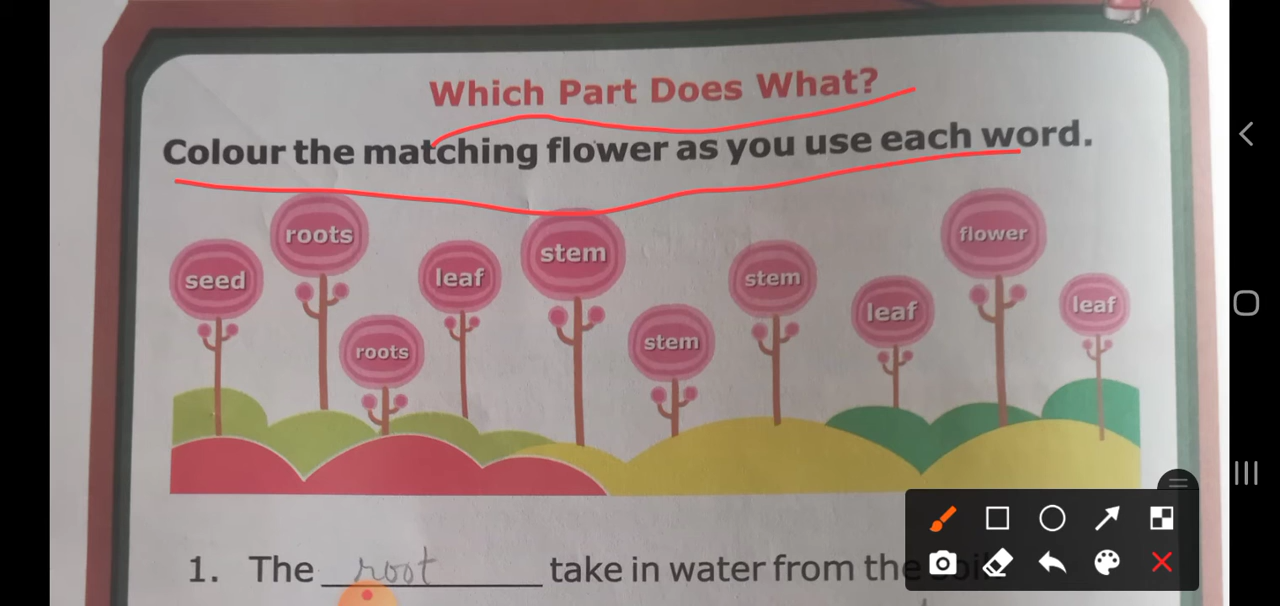 Which Part Does What?
Colour the matching flower as you use each word.
seed
roots
roots
leaf
stem
stem
stem
leaf
flower
leaf
1. The root take in water from the